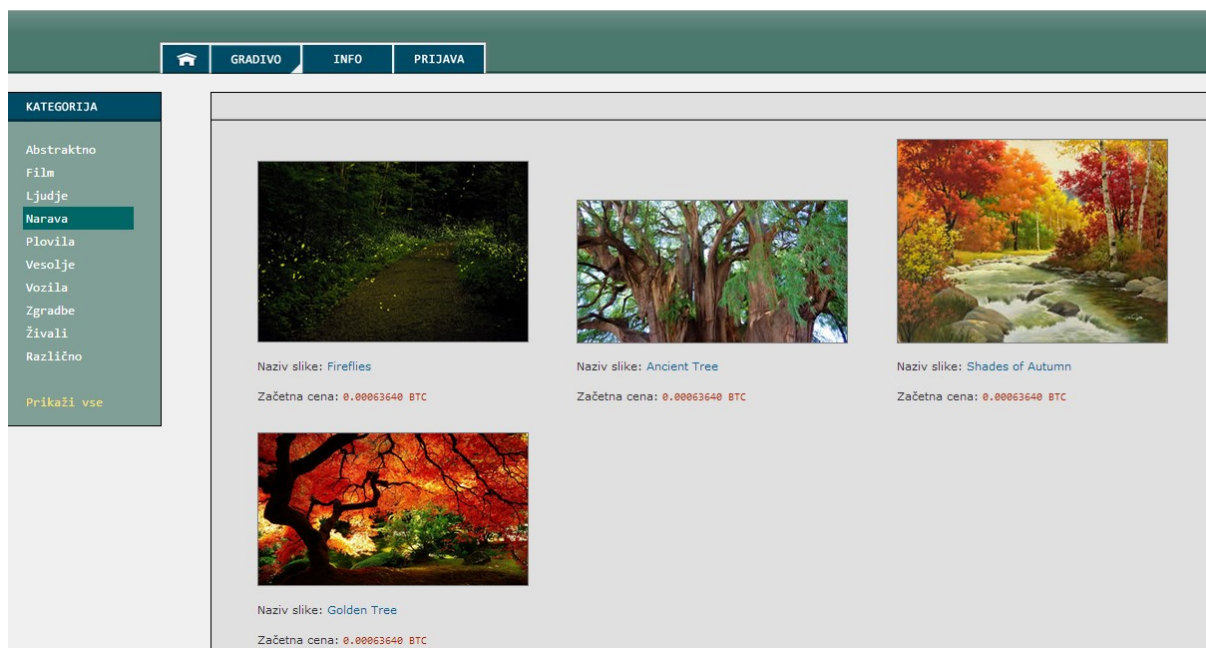 GRADIVO INFO PRIJAVA
KATEGORIJA
Abstraktno
Film
Ljudje
Narava
Plovila
Vesolje
Vozila
Zgradbe
Živali
Različno
Prikaži vse
Naziv slike: Fireflies
Začetna cena: 0.00063640 BTC
Naziv slike: Ancient Tree
Začetna cena: 0.00063640 BTC
Naziv slike: Shades of Autumn
Začetna cena: 0.00063640 BTC
Naziv slike: Golden Tree
Začetna cena: 0.00063640 BTC